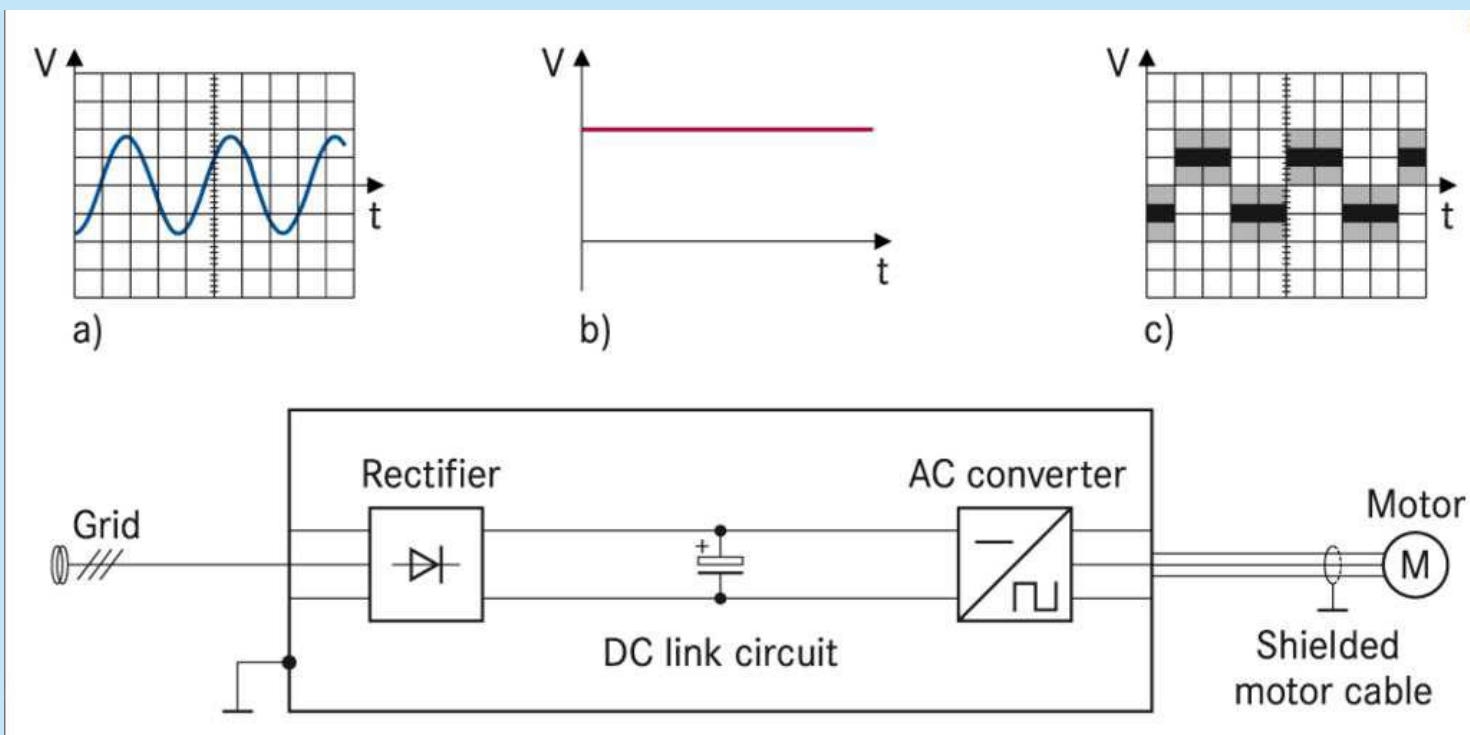 V
V
V
t
t
t
a)
b)
c)
Rectifier
AC converter
Motor
Grid
+
M
DC link circuit
Shielded
motor cable